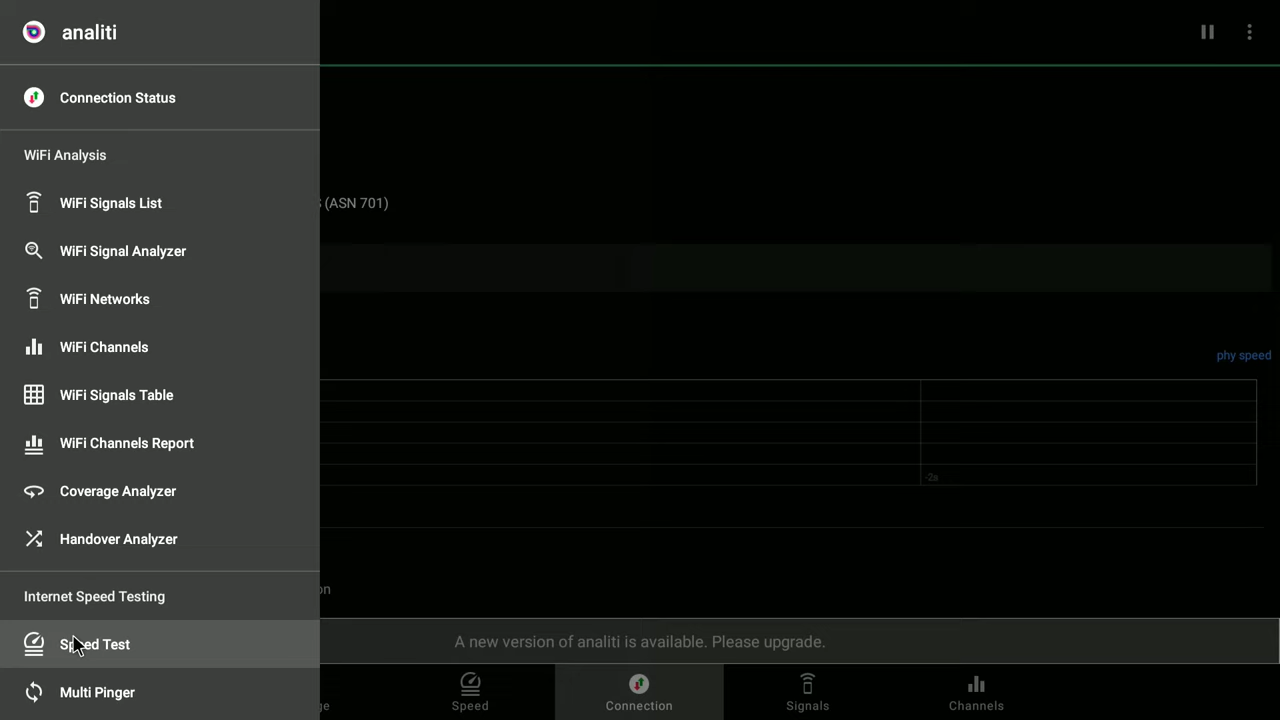 analiti
Connection Status
WiFi Analysis
WiFi Signals List
WiFi Signal Analyzer
WiFi Networks
WiFi Channels
WiFi Signals Table
WiFi Channels Report
Coverage Analyzer
Handover Analyzer
Internet Speed Testing
Speed Test
Multi Pinger
(ASN 701)
phy speed
A new version of analiti is available. Please upgrade.
Speed
Connection
Signals
Channels